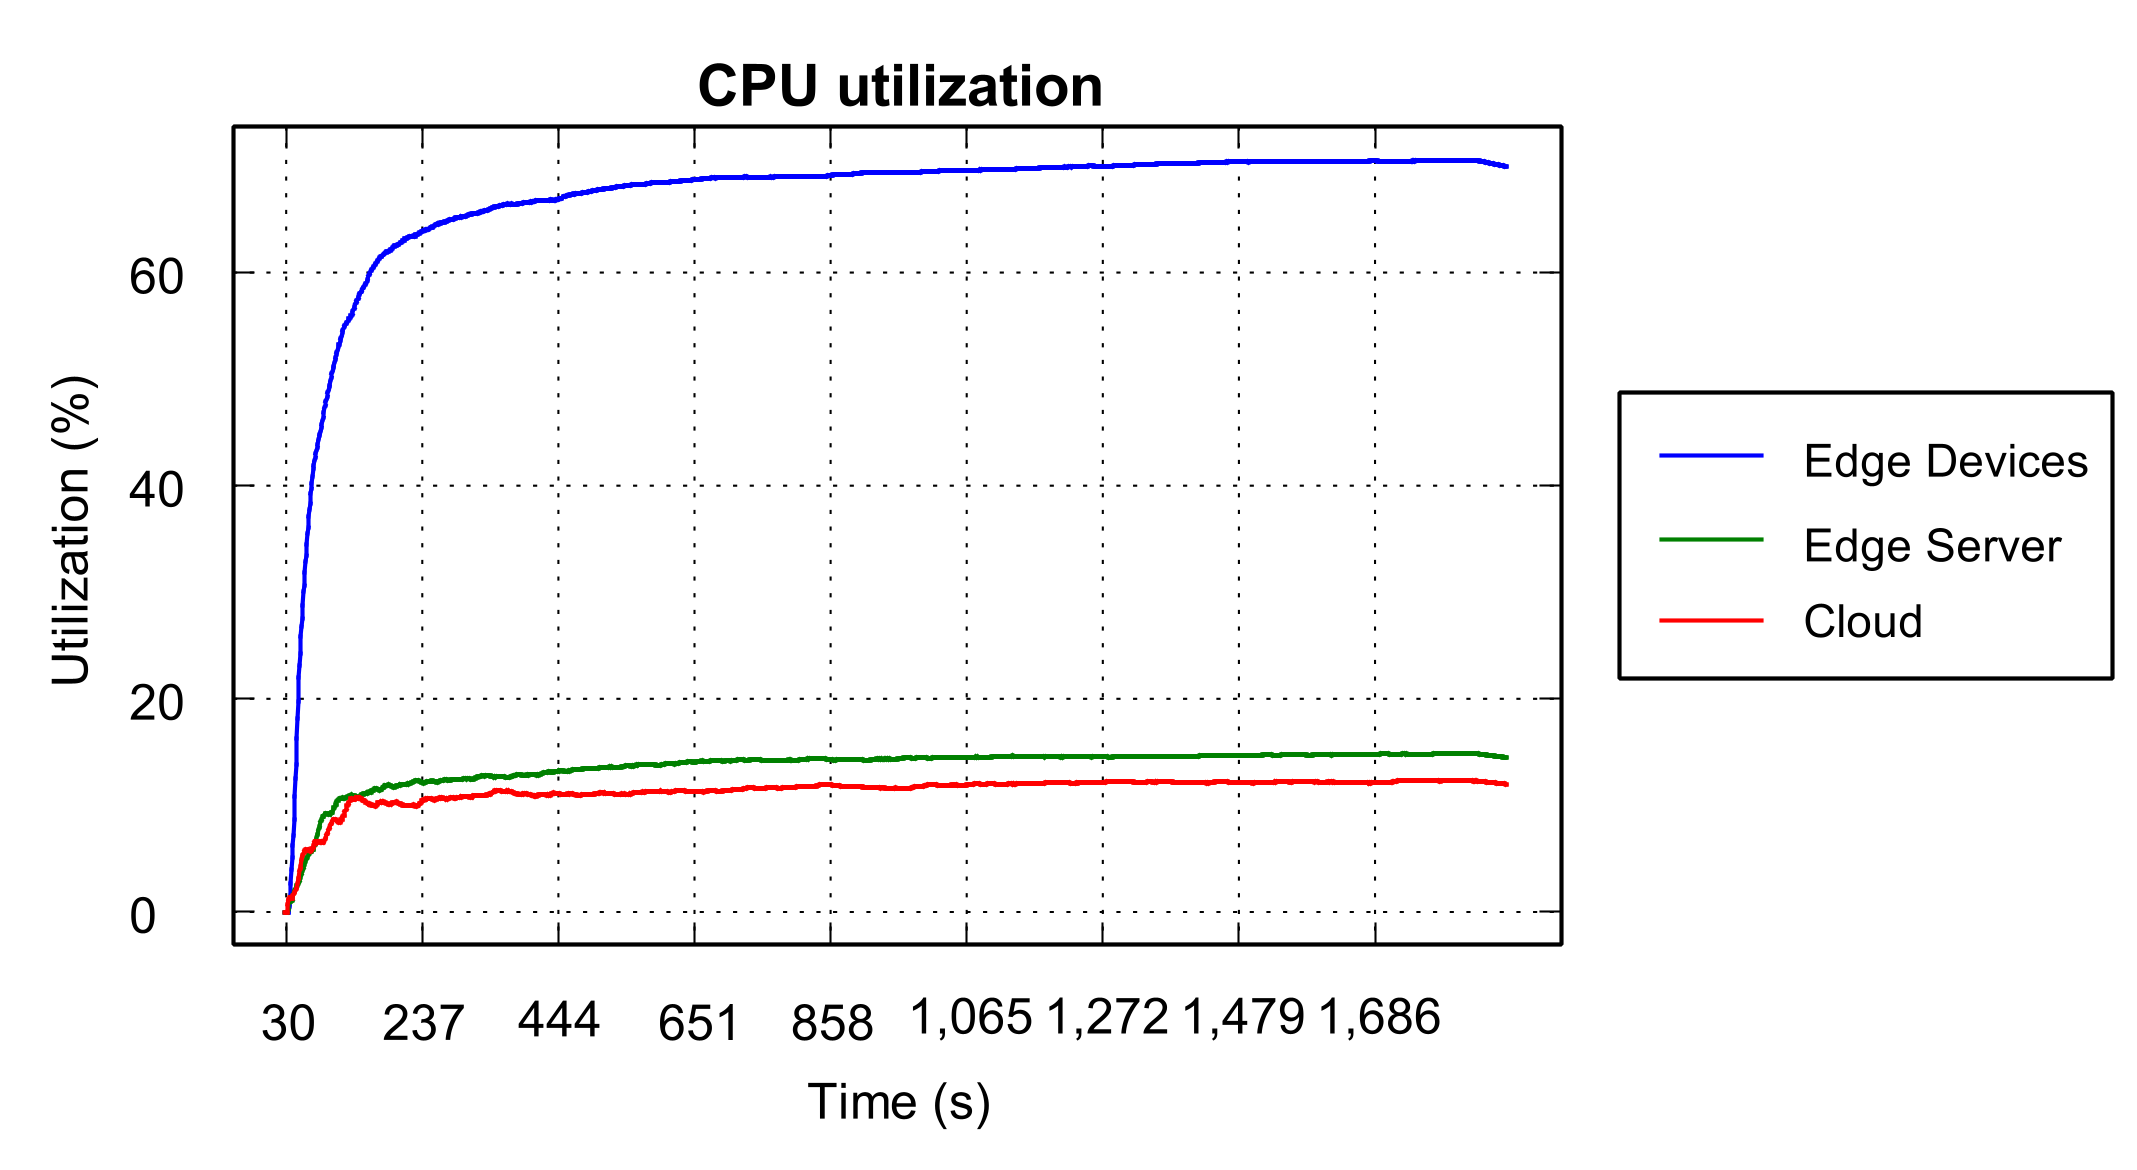 CPU utilization
Utilization (%)
60
40
20
0
30 237 444 651 858 1,065 1,272 1,479 1,686
Time (s)
Edge Devices
Edge Server
Cloud